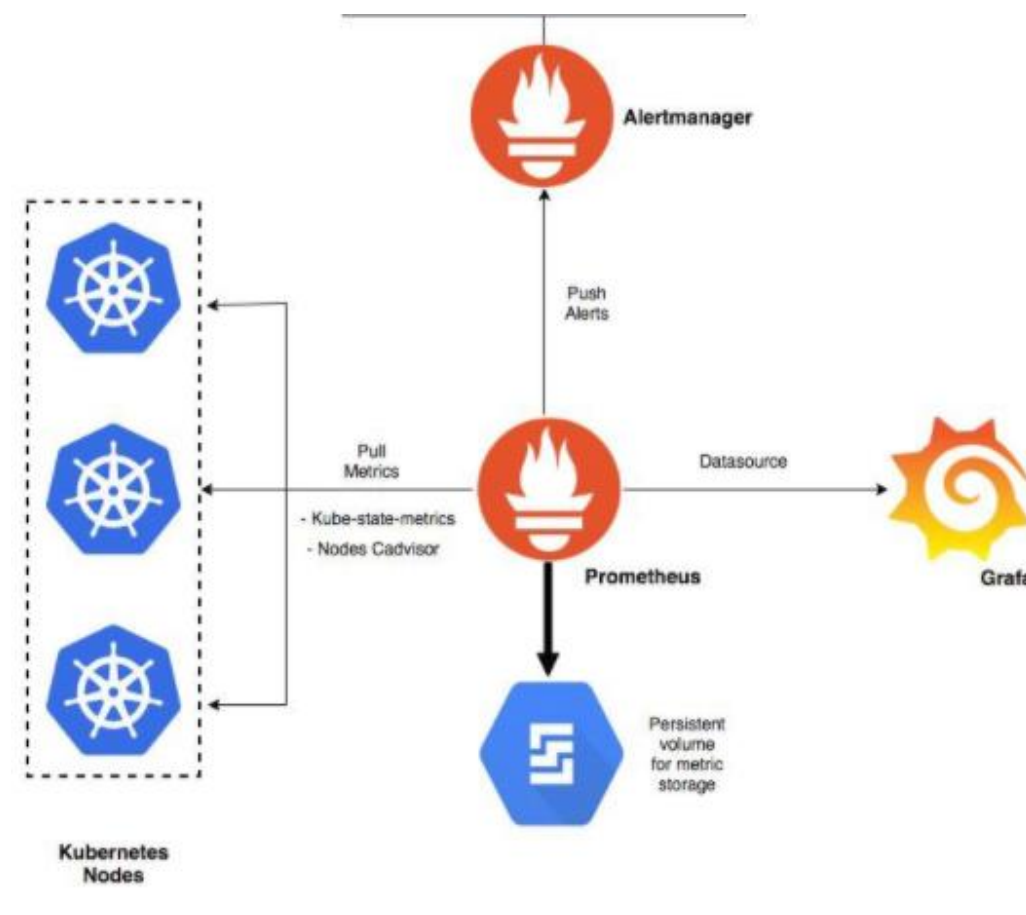 Alertmanager
Push
Alerts
Pull
Metrics
- Kube-state-metrics
- Nodes Cadvisor
Datasource
Prometheus
Grafa
Persistent
volume
for metric
storage
Kubernetes
Nodes